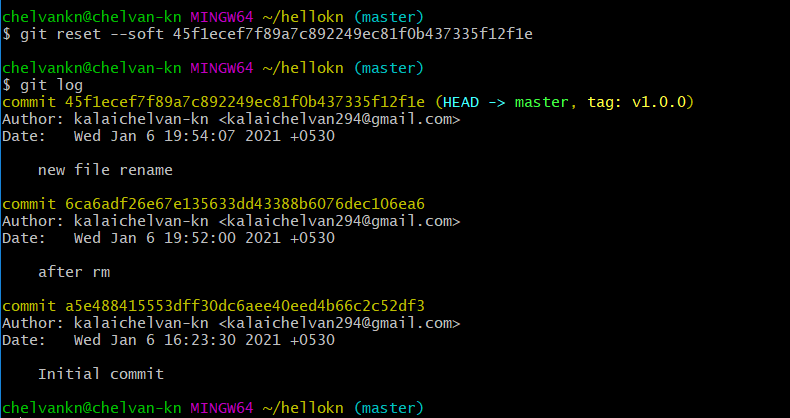 chelvankn@chelvan-kn MINGW64 ~/hellokn (master)
$ git reset --soft 45f1ecef7f89a7c892249ec81f0b437335f12f1e
chelvankn@chelvan-kn MINGW64 ~/hellokn (master)
$ git log
commit 45f1ecef7f89a7c892249ec81f0b437335f12f1e (HEAD -> master, tag: v1.0.0)
Author: kalaichelvan-kn <kalaichelvan294@gmail.com>
Date:   Wed Jan 6 19:54:07 2021 +0530
    new file rename
commit 6ca6adf26e67e135633dd43388b6076dec106ea6
Author: kalaichelvan-kn <kalaichelvan294@gmail.com>
Date:   Wed Jan 6 19:52:00 2021 +0530
    after rm
commit a5e488415553dff30dc6aee40eed4b66c2c52df3
Author: kalaichelvan-kn <kalaichelvan294@gmail.com>
Date:   Wed Jan 6 16:23:30 2021 +0530
    Initial commit
chelvankn@chelvan-kn MINGW64 ~/hellokn (master)